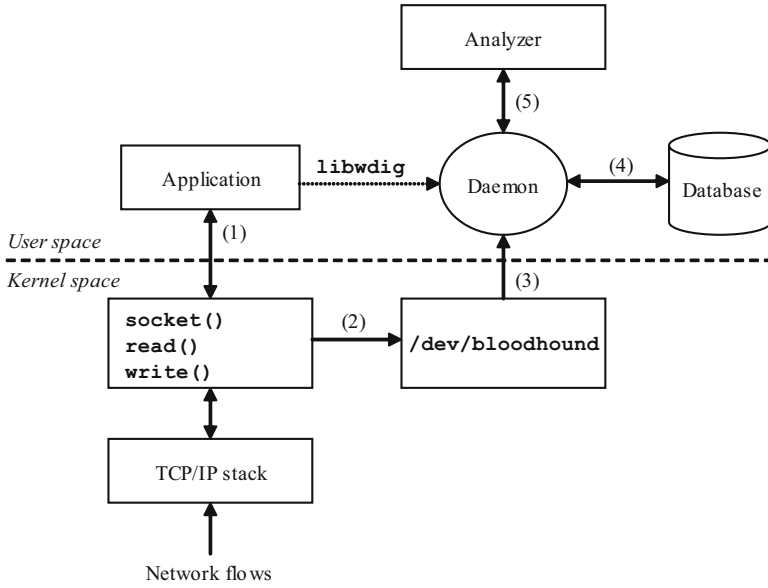 Analyzer
(5)
libwdig
(4)
Application
Daemon
Database
(1)
User space
Kernel space
(3)
socket()
read()
write()
(2)
/dev/bloodhound
TCP/IP stack
Network flows